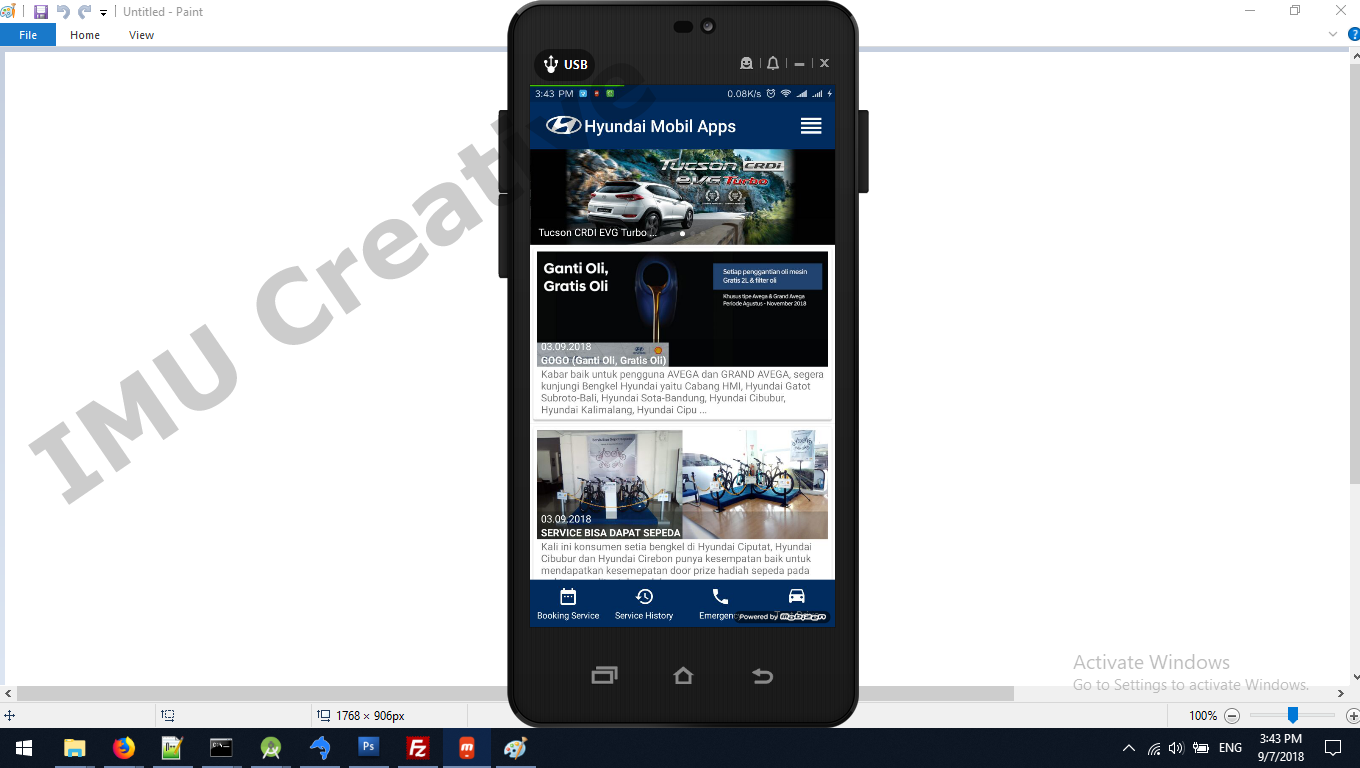 Untitled - Paint
File
Home
View
IMU Creative
USB
3:43 PM
0.08K/s
Hyundai Mobil Apps
Tucson CRDi
eVG Turbo
Tucson CRDI EVG Turbo ...
Ganti Oli,
Gratis Oli
Setiap penggantian oli mesin
Gratis 2L & filter oli
Khusus tipe Avega & Grand Avega
Periode Agustus - November 2018
03.09.2018
GOGO (Ganti Oli, Gratis Oli)
Kabar baik untuk pengguna AVEGA dan GRAND AVEGA, segera
kunjungi Bengkel Hyundai yaitu Cabang HMI, Hyundai Gatot
Subroto-Bali, Hyundai Sota-Bandung, Hyundai Cibubur,
Hyundai Kalimalang, Hyundai Cipu ...
03.09.2018
SERVICE BISA DAPAT SEPEDA
Kali ini konsumen setia bengkel di Hyundai Ciputat, Hyundai
Cibubur dan Hyundai Cirebon punya kesempatan baik untuk
mendapatkan kesemepatan door prize hadiah sepeda pada
Booking Service
Service History
Emergency
Powered by mobizen
Activate Windows
Go to Settings to activate Windows.
1768 × 906px
100%
Ps
Fz
m
ENG
3:43 PM
9/7/2018